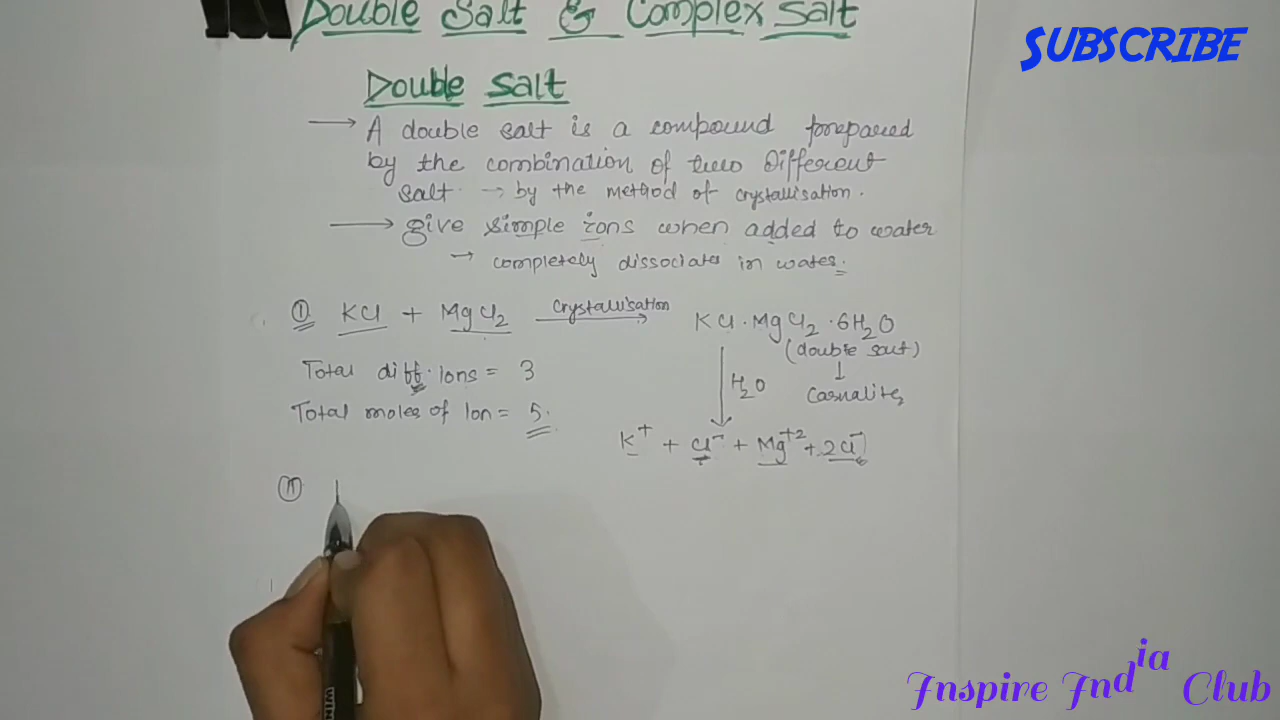 Double Salt & Complex Salt
SUBSCRIBE
Double Salt
→ A double salt is a compound prepared
by the combination of two Different
salt. → by the method of crystallisation.
→ give simple ions when added to water
→ completely dissociates in water.
① KCl + MgCl2 Crystallisation→ KCl·MgCl2·6H2O
(double salt)
↓
H2O
Total diff. Ions = 3
Total moles of Ion = 5.
K+ + Cl- + Mg+2 + 2Cl-
②
WIN
Inspire India Club